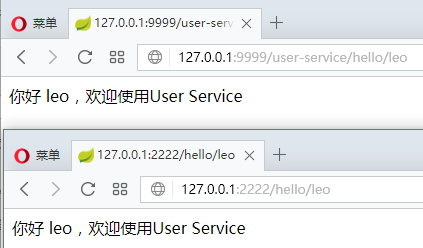 菜单 127.0.0.1:9999/user-serv
127.0.0.1:9999/user-service/hello/leo
你好 leo，欢迎使用User Service
菜单 127.0.0.1:2222/hello/leo
127.0.0.1:2222/hello/leo
你好 leo，欢迎使用User Service